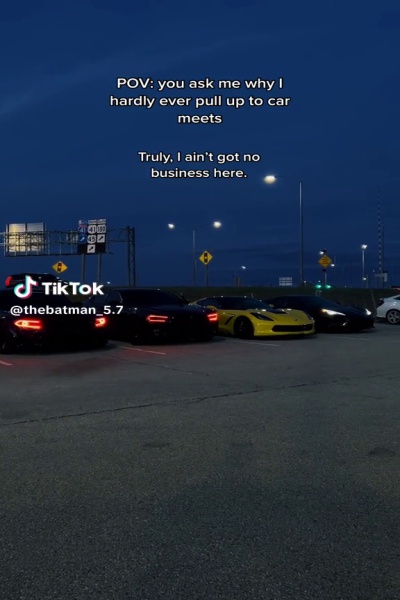 POV: you ask me why I
hardly ever pull up to car
meets
Truly, I ain't got no
business here.
TikTok
@thebatman_5.7